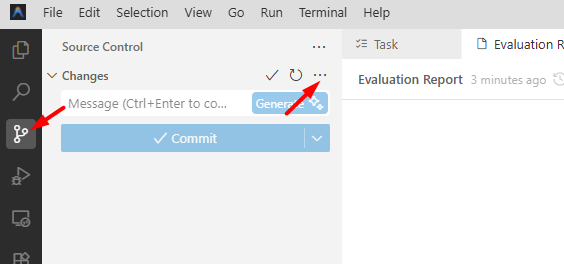 File Edit Selection View Go Run Terminal Help
Source Control
Task
Evaluation R
Changes
Evaluation Report 3 minutes ago
Message (Ctrl+Enter to co...
Generate
Commit